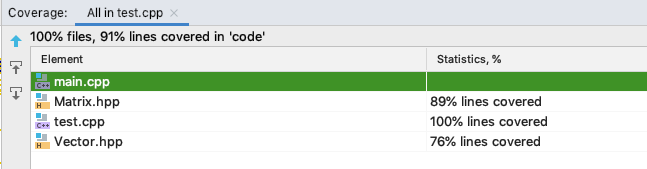 Coverage: All in test.cpp ×
100% files, 91% lines covered in 'code'
Element Statistics, %
C++ main.cpp
H Matrix.hpp 89% lines covered
C++ test.cpp 100% lines covered
H Vector.hpp 76% lines covered